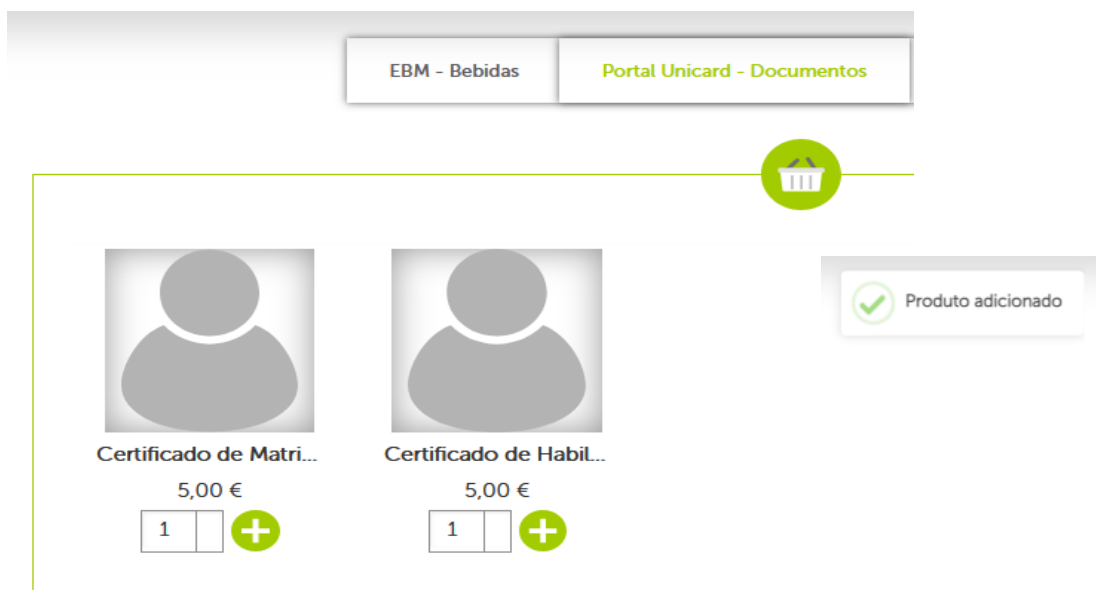 EBM - Bebidas
Portal Unicard - Documentos
Produto adicionado
Certificado de Matri...
Certificado de Habil...
5,00 €
5,00 €
1
1